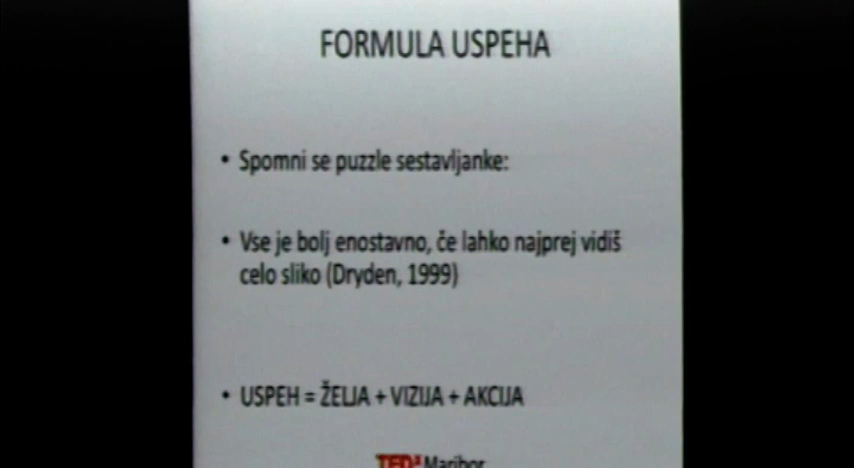 FORMULA USPEHA
• Spomni se puzzle sestavljanke:
• Vse je bolj enostavno, če lahko najprej vidiš
celo sliko (Dryden, 1999)
• USPEH = ŽELJA + VIZIJA + AKCIJA
TEDx Maribor